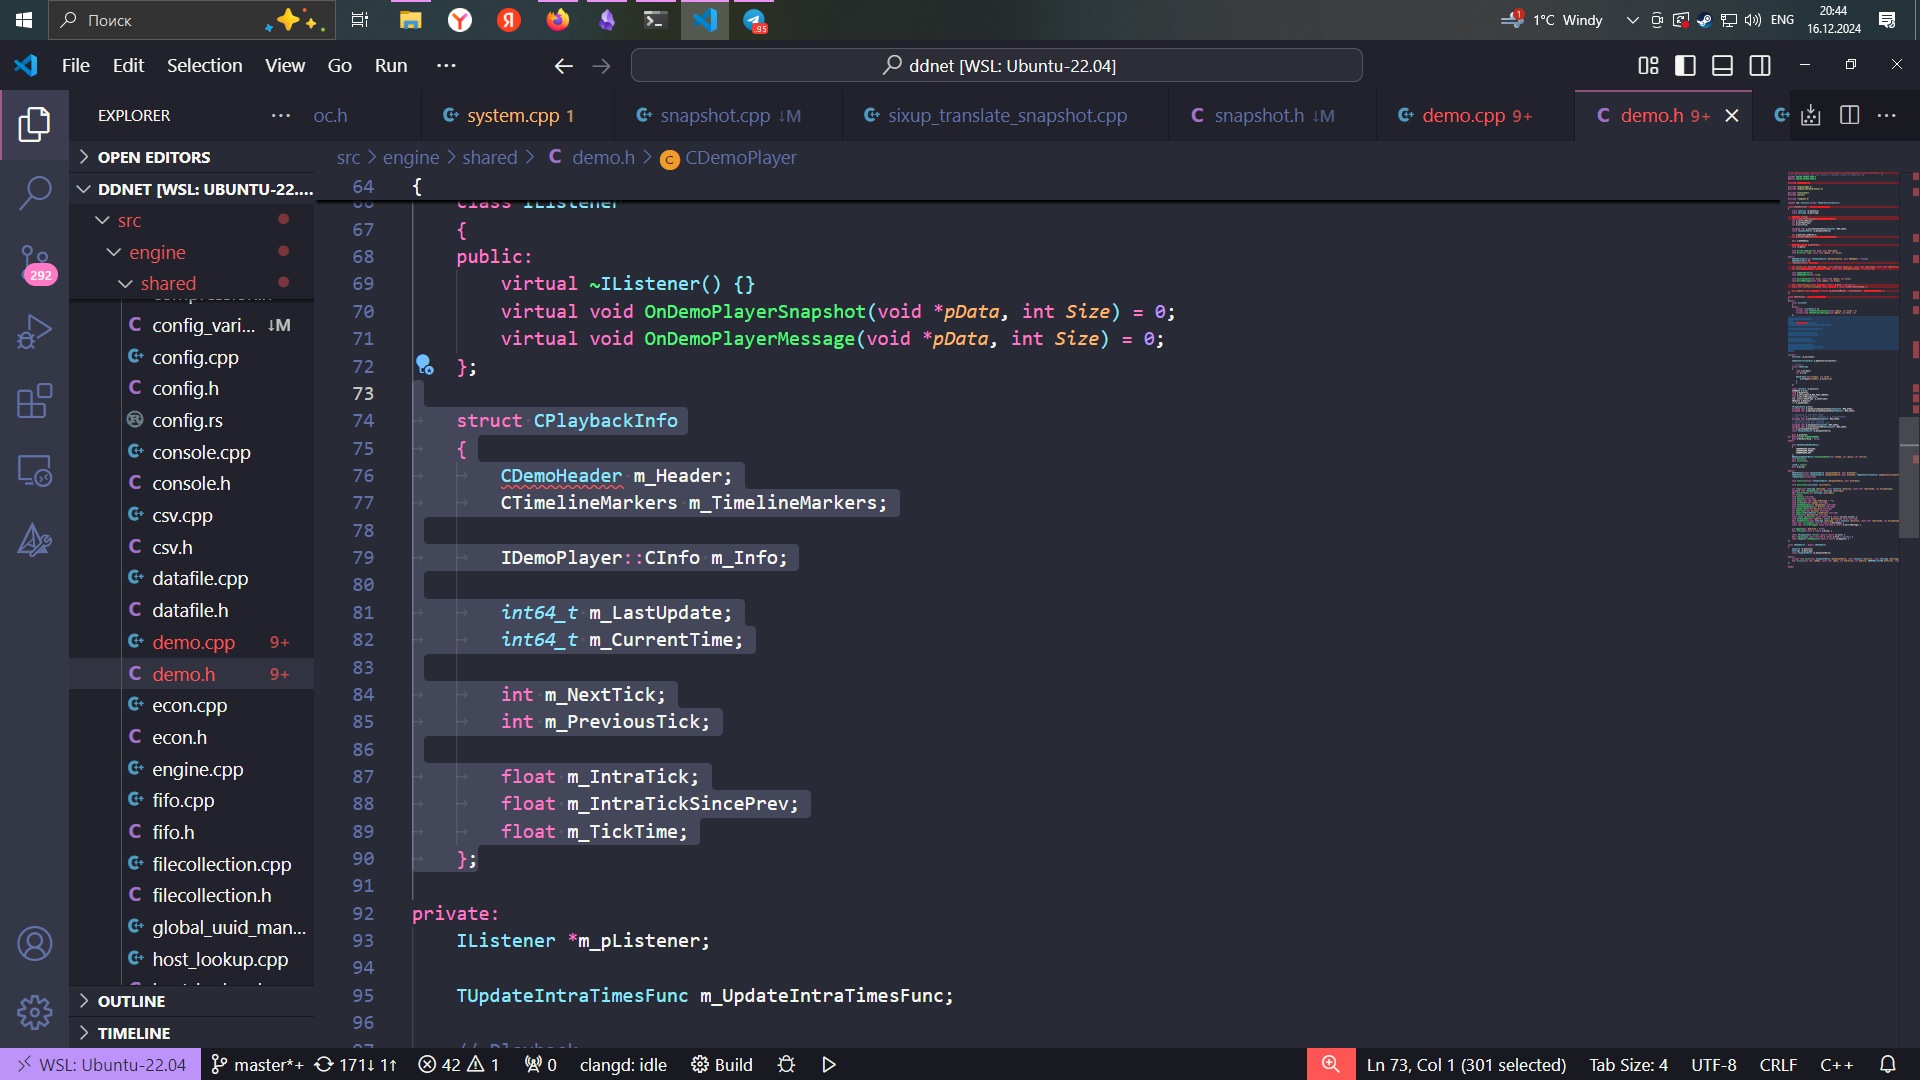 Поиск
95
1
1°C Windy
ENG
20:44
16.12.2024
File Edit Selection View Go Run ...
ddnet [WSL: Ubuntu-22.04]
EXPLORER ...
oc.h
system.cpp 1
snapshot.cpp ↓M
sixup_translate_snapshot.cpp
snapshot.h ↓M
demo.cpp 9+
demo.h 9+
OPEN EDITORS
DDNET [WSL: UBUNTU-22....
src
engine
shared
config_vari... ↓M
config.cpp
config.h
config.rs
console.cpp
console.h
csv.cpp
csv.h
datafile.cpp
datafile.h
demo.cpp 9+
demo.h 9+
econ.cpp
econ.h
engine.cpp
fifo.cpp
fifo.h
filecollection.cpp
filecollection.h
global_uuid_man...
host_lookup.cpp
OUTLINE
TIMELINE
292
src > engine > shared > C demo.h > CDemoPlayer
64 {
66 class IListener
67 {
68 public:
69 virtual ~IListener() {}
70 virtual void OnDemoPlayerSnapshot(void *pData, int Size) = 0;
71 virtual void OnDemoPlayerMessage(void *pData, int Size) = 0;
72 };
73
74 struct CPlaybackInfo
75 {
76 CDemoHeader m_Header;
77 CTimelineMarkers m_TimelineMarkers;
78
79 IDemoPlayer::CInfo m_Info;
80
81 int64_t m_LastUpdate;
82 int64_t m_CurrentTime;
83
84 int m_NextTick;
85 int m_PreviousTick;
86
87 float m_IntraTick;
88 float m_IntraTickSincePrev;
89 float m_TickTime;
90 };
91
92 private:
93 IListener *m_pListener;
94
95 TUpdateIntraTimesFunc m_UpdateIntraTimesFunc;
96
97 // Playback
WSL: Ubuntu-22.04 master*+ 171↓ 1↑ 42 1 0 clangd: idle Build
Ln 73, Col 1 (301 selected) Tab Size: 4 UTF-8 CRLF C++